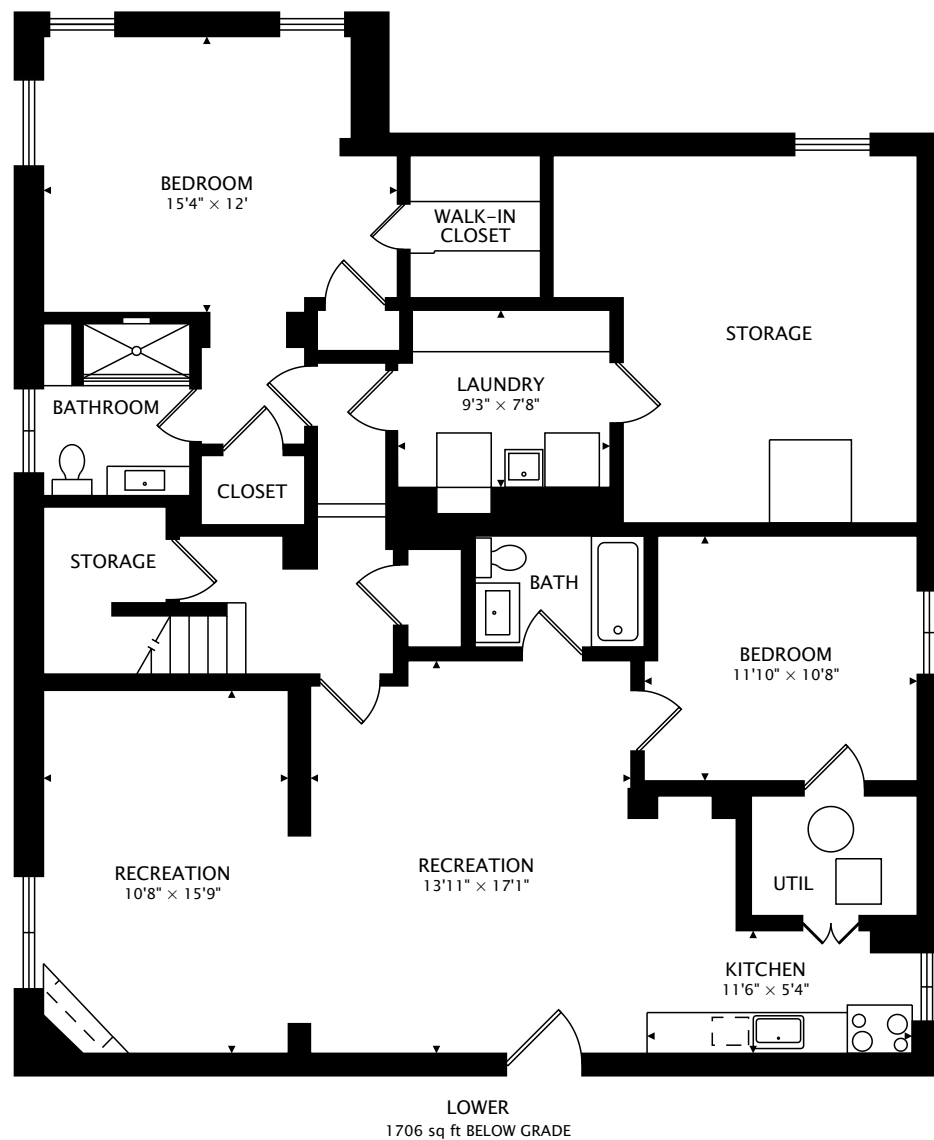 BEDROOM
15'4" × 12'
WALK-IN
CLOSET
STORAGE
LAUNDRY
9'3" × 7'8"
BATHROOM
CLOSET
STORAGE
BATH
BEDROOM
11'10" × 10'8"
RECREATION
10'8" × 15'9"
RECREATION
13'11" × 17'1"
UTIL
KITCHEN
11'6" × 5'4"
LOWER
1706 sq ft BELOW GRADE